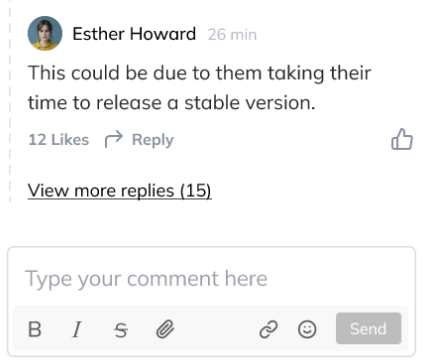 Esther Howard 26 min
This could be due to them taking their
time to release a stable version.
12 Likes Reply
View more replies (15)
Type your comment here
B I S Send